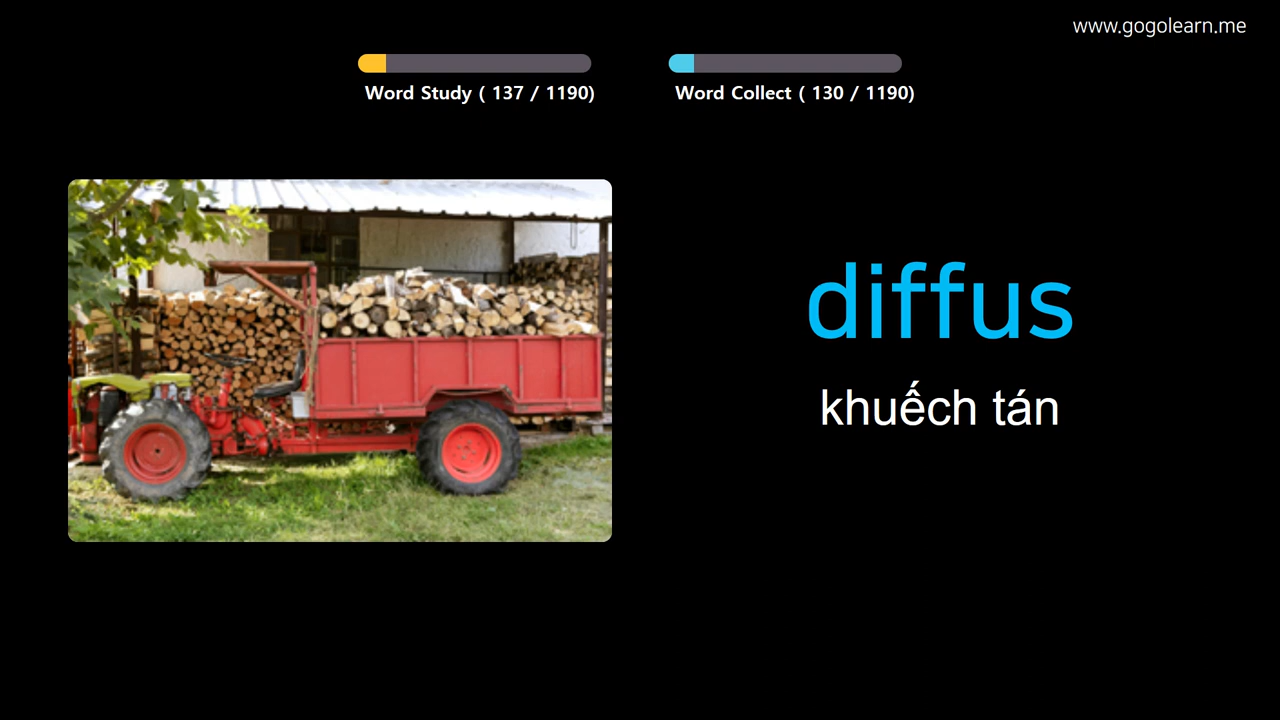 www.gogolearn.me
Word Study ( 137 / 1190)
Word Collect ( 130 / 1190)
diffus
khuếch tán